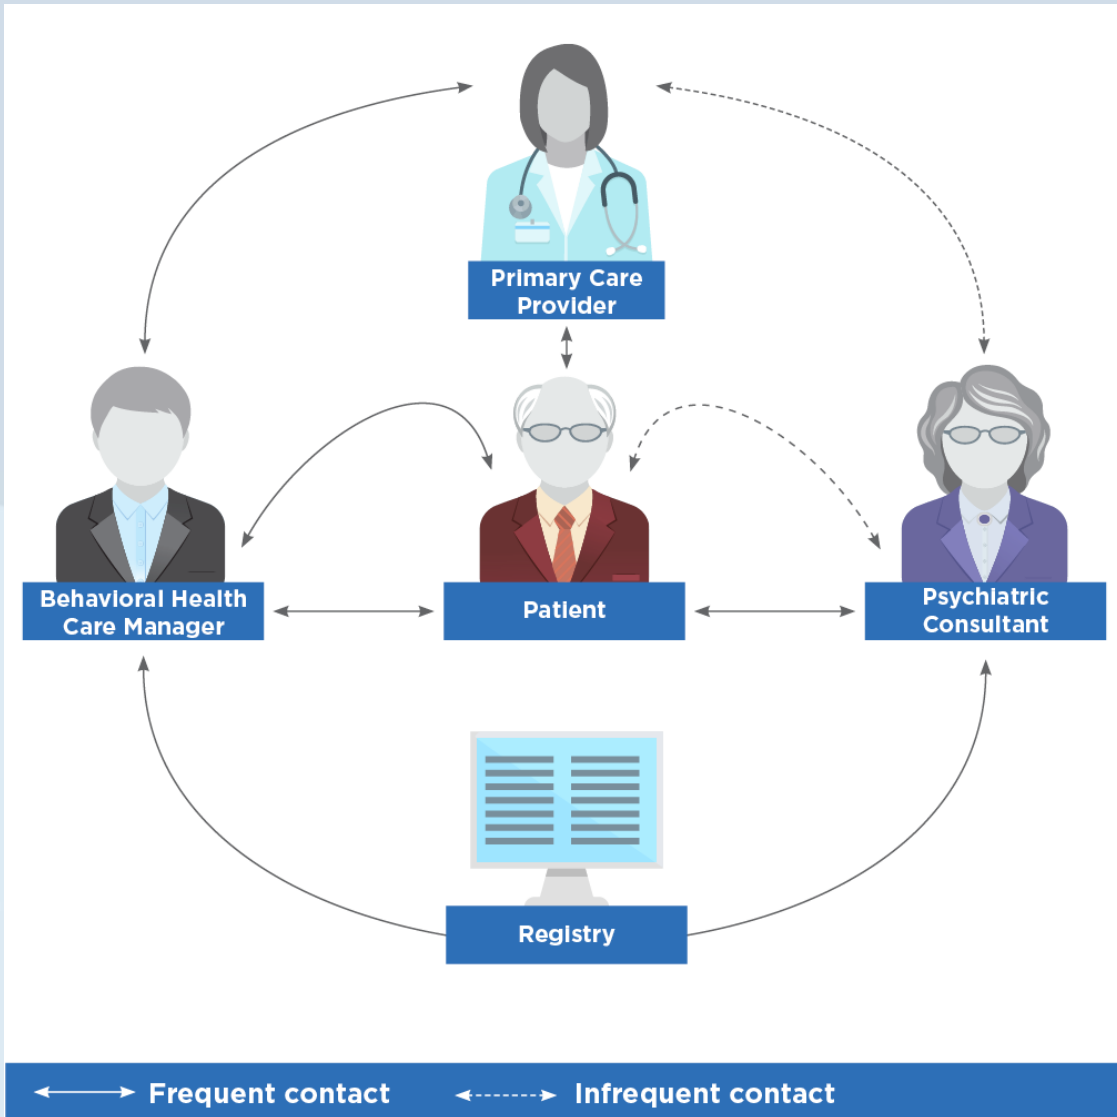 Primary Care
Provider
Behavioral Health
Care Manager
Patient
Psychiatric
Consultant
Registry
Frequent contact
Infrequent contact